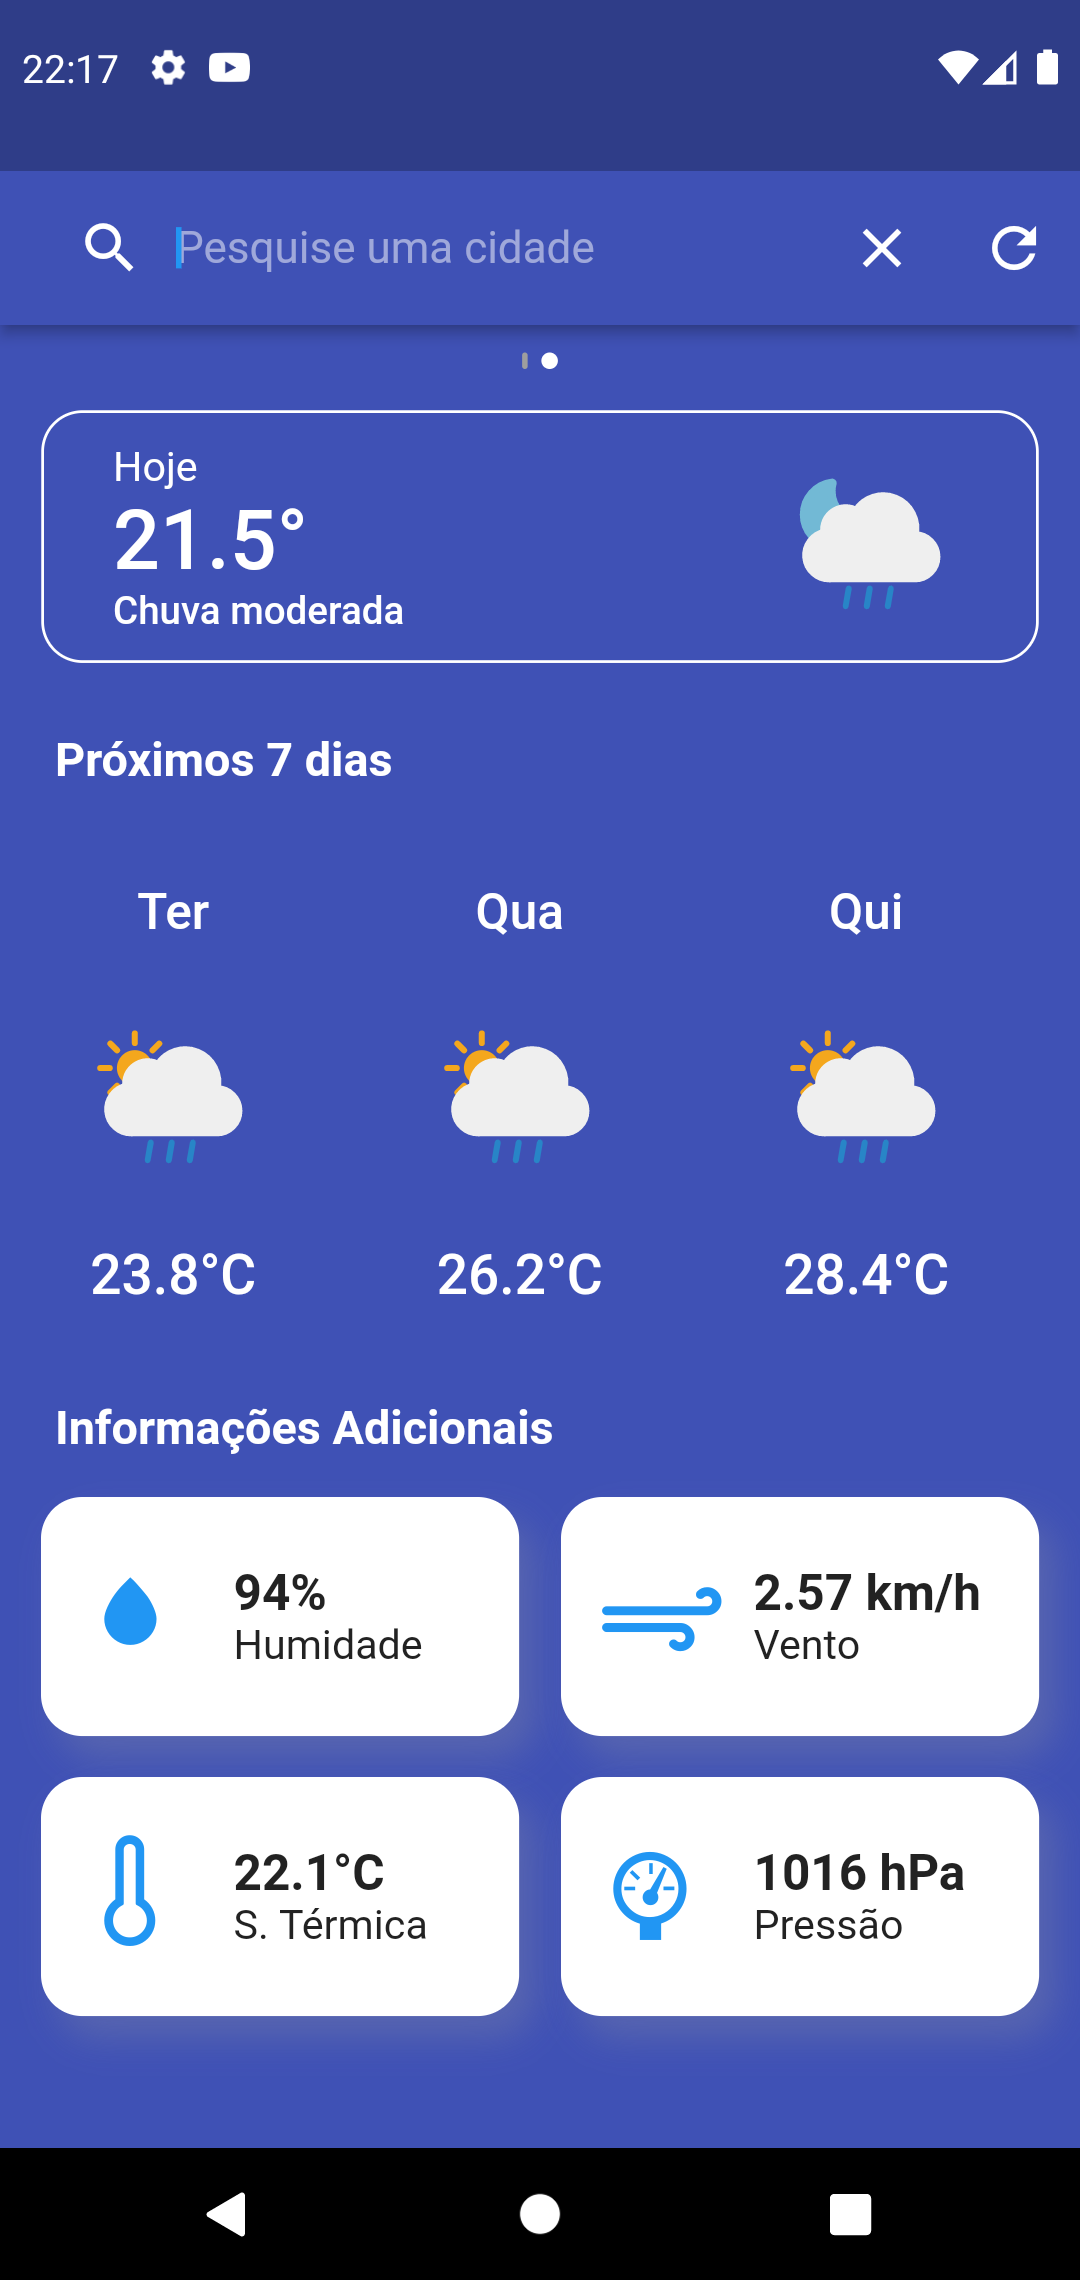 22:17
Pesquise uma cidade
Hoje
21.5°
Chuva moderada
Próximos 7 dias
Ter Qua Qui
23.8°C 26.2°C 28.4°C
Informações Adicionais
94% 2.57 km/h
Humidade Vento
22.1°C 1016 hPa
S. Térmica Pressão